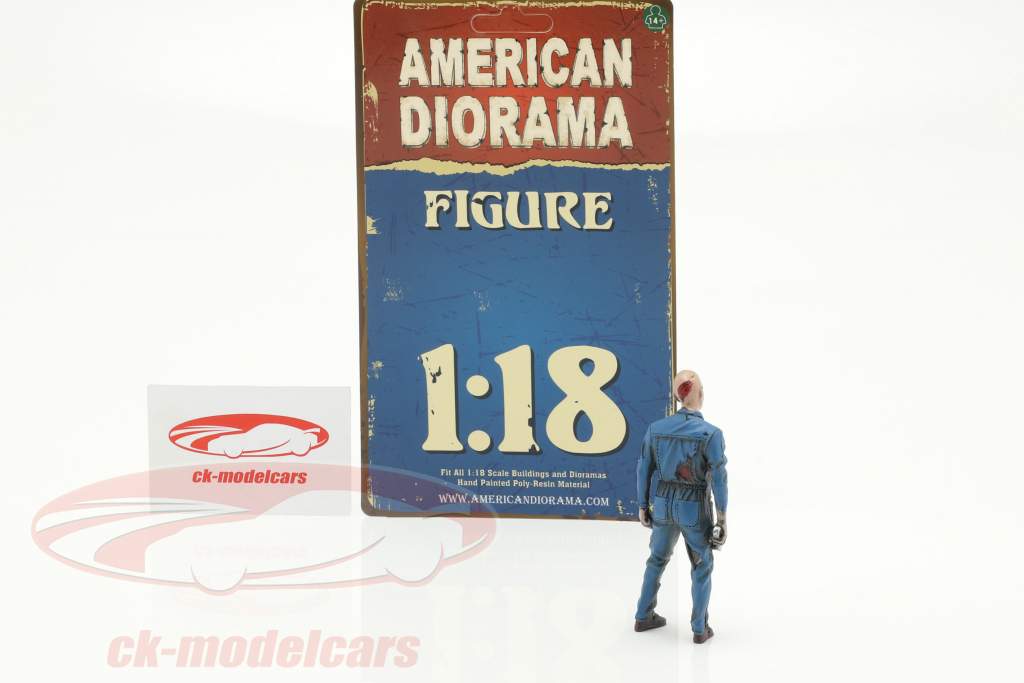 14+
AMERICAN
DIORAMA
FIGURE
1:18
Fit All 1:18 Scale Buildings and Dioramas
Hand Painted Poly-Resin Material
WWW.AMERICANDIORAMA.COM
ck-modelcars
ck-modelcars